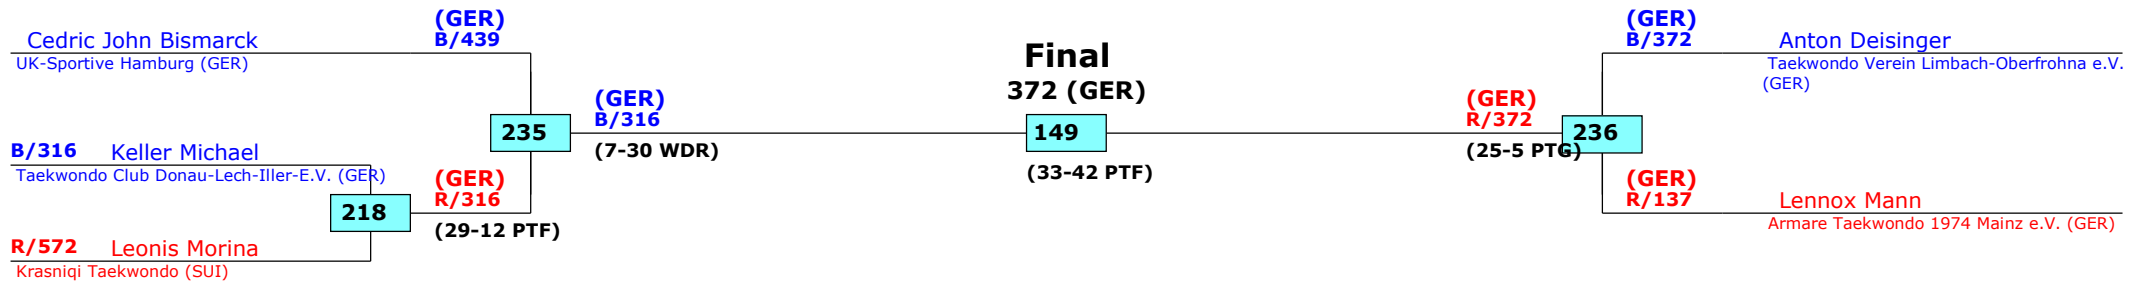 (GER)
B/439
Cedric John Bismarck
UK-Sportive Hamburg (GER)
B/316 Keller Michael
Taekwondo Club Donau-Lech-Iller-E.V. (GER)
218
R/572 Leonis Morina
Krasniqi Taekwondo (SUI)
(GER)
R/316
(29-12 PTF)
235
(GER)
B/316
(7-30 WDR)
Final
372 (GER)
149
(33-42 PTF)
(GER)
R/372
(25-5 PTG)
236
(GER)
B/372
Anton Deisinger
Taekwondo Verein Limbach-Oberfrohna e.V.
(GER)
(GER)
R/137
Lennox Mann
Armare Taekwondo 1974 Mainz e.V. (GER)